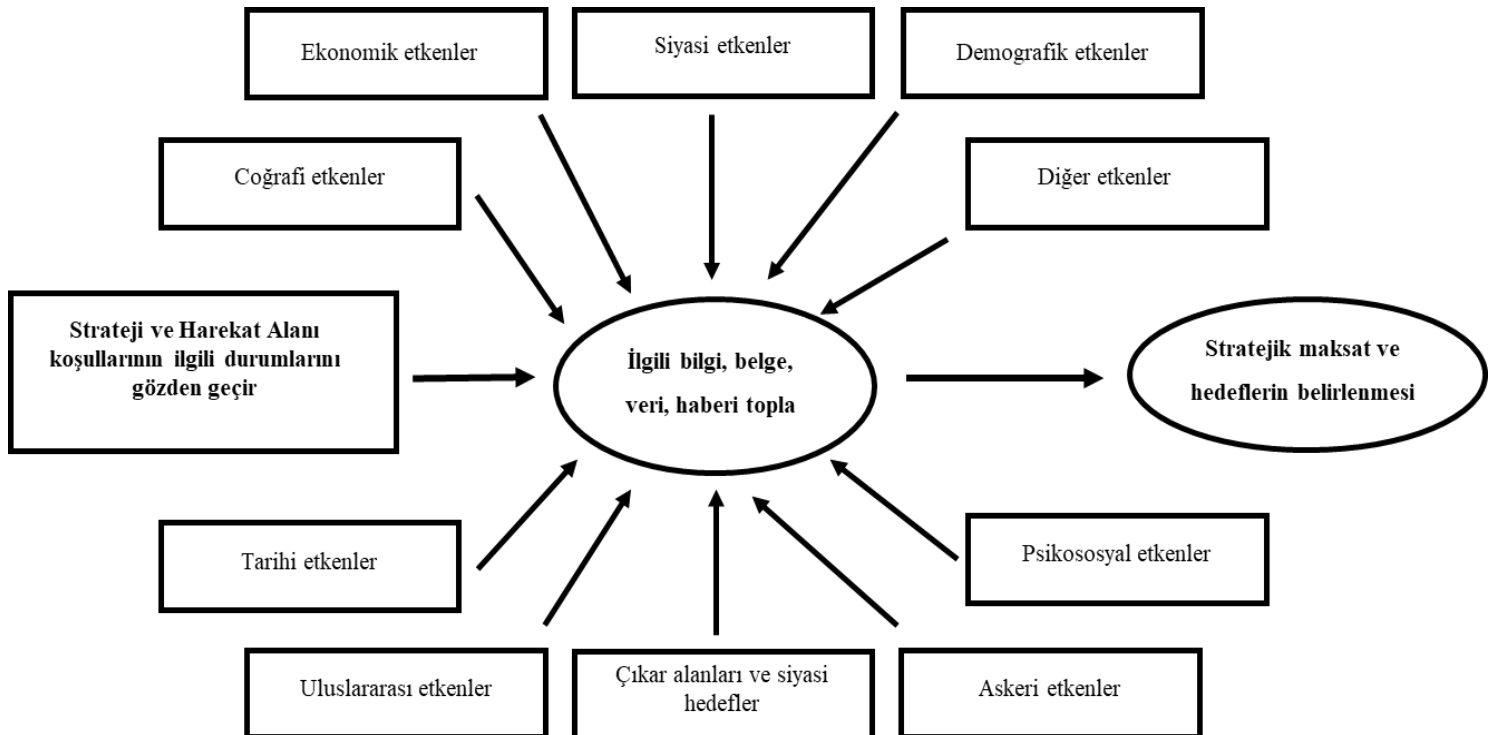 Ekonomik etkenler
Siyasi etkenler
Demografik etkenler
Coğrafi etkenler
Diğer etkenler
Strateji ve Harekat Alanı
koşullarının ilgili durumlarını
gözden geçir
İlgili bilgi, belge,
veri, haberi topla
Stratejik maksat ve
hedeflerin belirlenmesi
Tarihi etkenler
Psikososyal etkenler
Uluslararası etkenler
Çıkar alanları ve siyasi
hedefler
Askeri etkenler